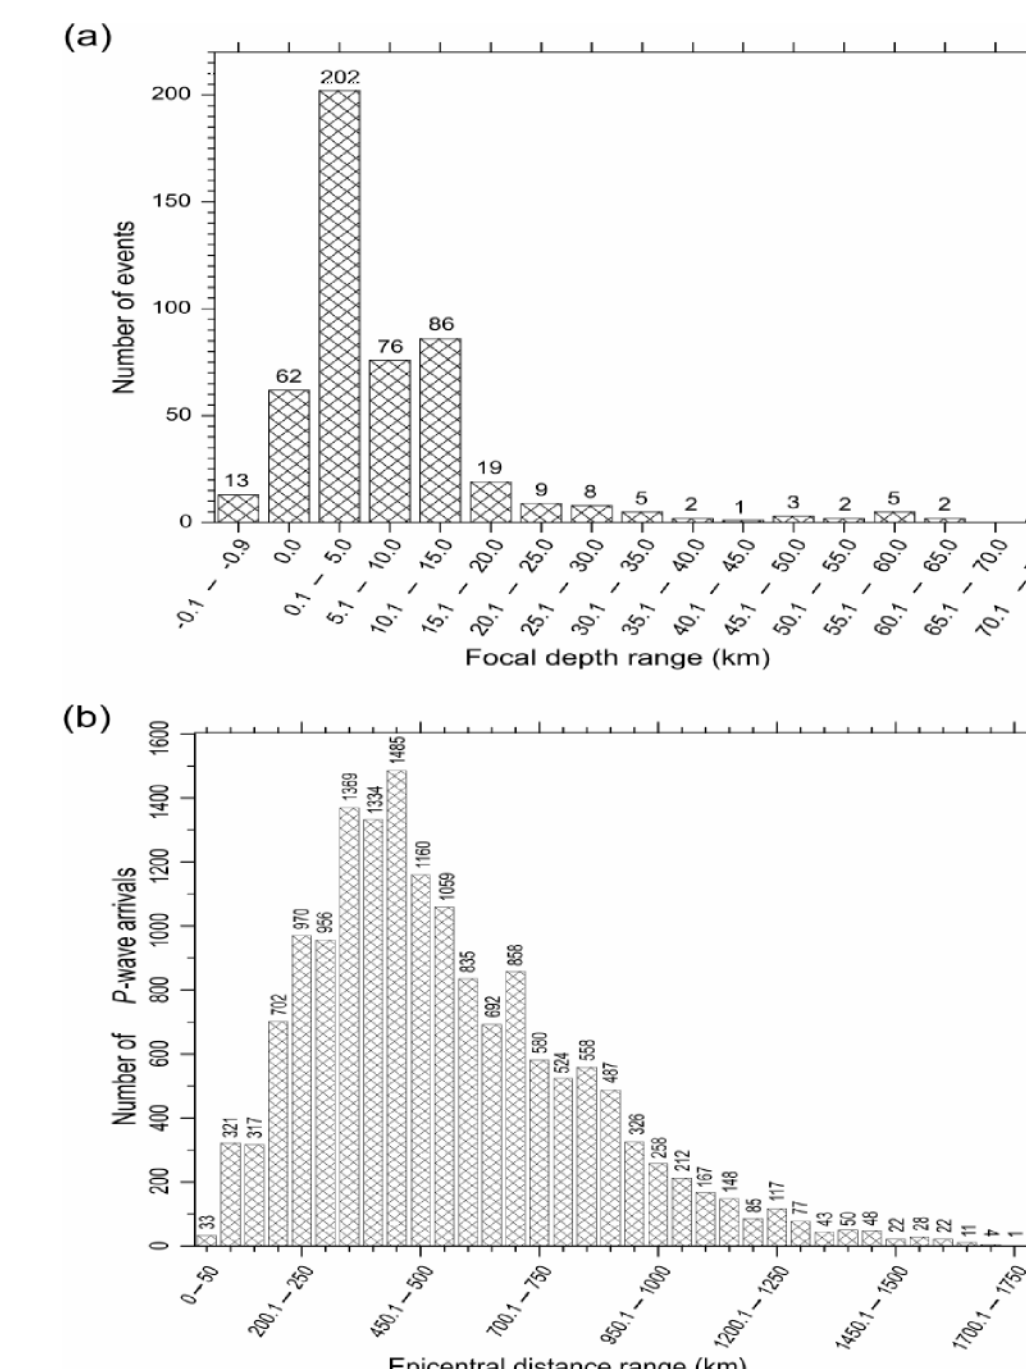 (a)
Number of events
200
150
100
50
0
13
62
202
76
86
19
9
8
5
2
1
3
2
5
2
-0.1 – -0.9
0.0
0.1 – 5.0
5.1 – 10.0
10.1 – 15.0
15.1 – 20.0
20.1 – 25.0
25.1 – 30.0
30.1 – 35.0
35.1 – 40.0
40.1 – 45.0
45.1 – 50.0
50.1 – 55.0
55.1 – 60.0
60.1 – 65.0
65.1 – 70.0
70.1 –
Focal depth range (km)
(b)
Number of P-wave arrivals
1600
1400
1200
1000
800
600
400
200
0
33
321
317
702
970
956
1369
1334
1485
1160
1059
835
692
858
580
524
558
487
326
258
212
167
148
85
117
77
43
50
48
22
28
22
11
4
1
0 – 50
200.1 – 250
450.1 – 500
700.1 – 750
950.1 – 1000
1200.1 – 1250
1450.1 – 1500
1700.1 – 1750
Epicentral distance range (km)